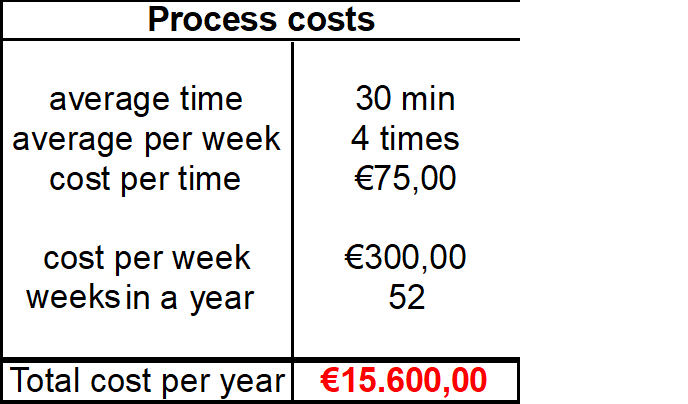 Process costs
average time 30 min
average per week 4 times
cost per time €75,00
cost per week €300,00
weeks in a year 52
Total cost per year €15.600,00